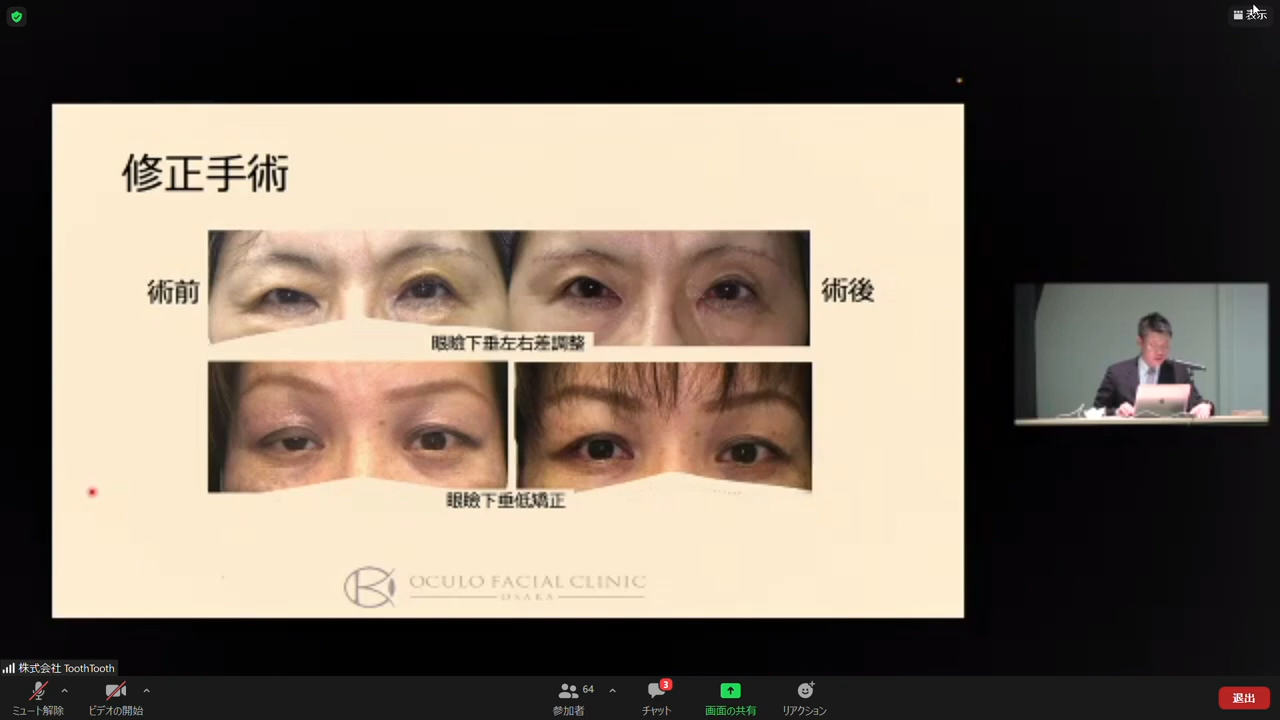 表示
修正手術
術前
術後
眼瞼下垂左右差調整
眼瞼下垂低矯正
OCULO FACIAL CLINIC
OSAKA
株式会社 ToothTooth
ミュート解除
ビデオの開始
64
参加者
3
チャット
画面の共有
リアクション
退出